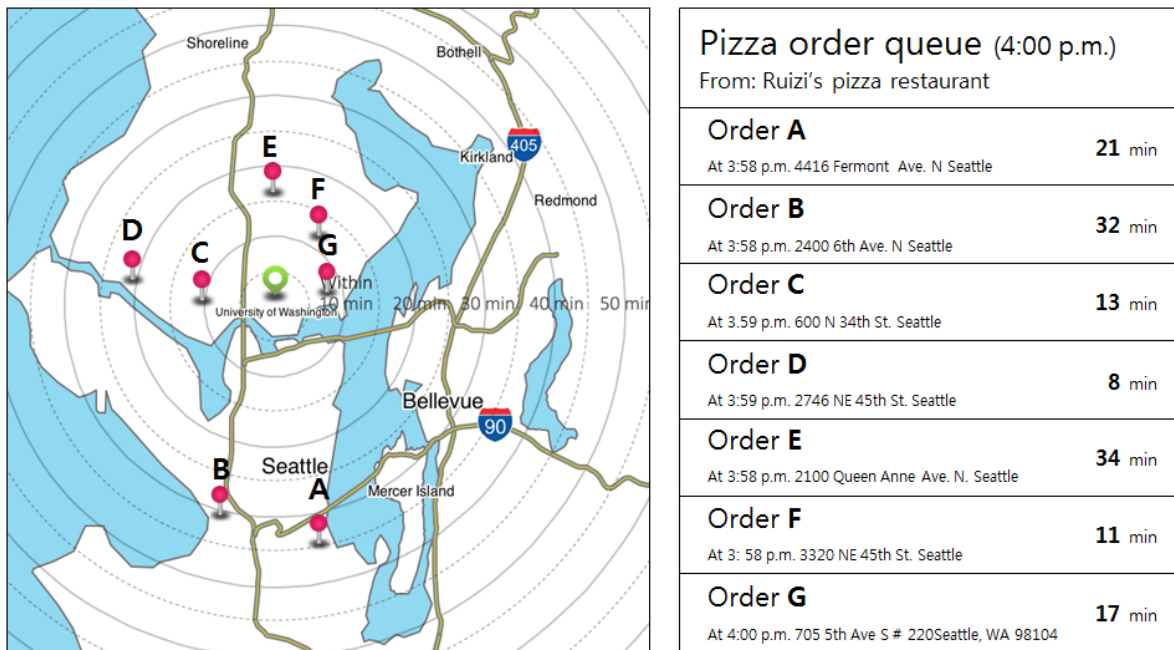 Shoreline
Bothell
405
Kirkland
Redmond
E
F
D
C
G
Within
10 min 20 min 30 min 40 min 50 min
University of Washington
Bellevue
90
Seattle
Mercer Island
B
A
Pizza order queue (4:00 p.m.)
From: Ruizi's pizza restaurant
Order A
21 min
At 3:58 p.m. 4416 Fermont Ave. N Seattle
Order B
32 min
At 3:58 p.m. 2400 6th Ave. N Seattle
Order C
13 min
At 3.59 p.m. 600 N 34th St. Seattle
Order D
8 min
At 3:59 p.m. 2746 NE 45th St. Seattle
Order E
34 min
At 3:58 p.m. 2100 Queen Anne Ave. N. Seattle
Order F
11 min
At 3: 58 p.m. 3320 NE 45th St. Seattle
Order G
17 min
At 4:00 p.m. 705 5th Ave S # 220Seattle, WA 98104